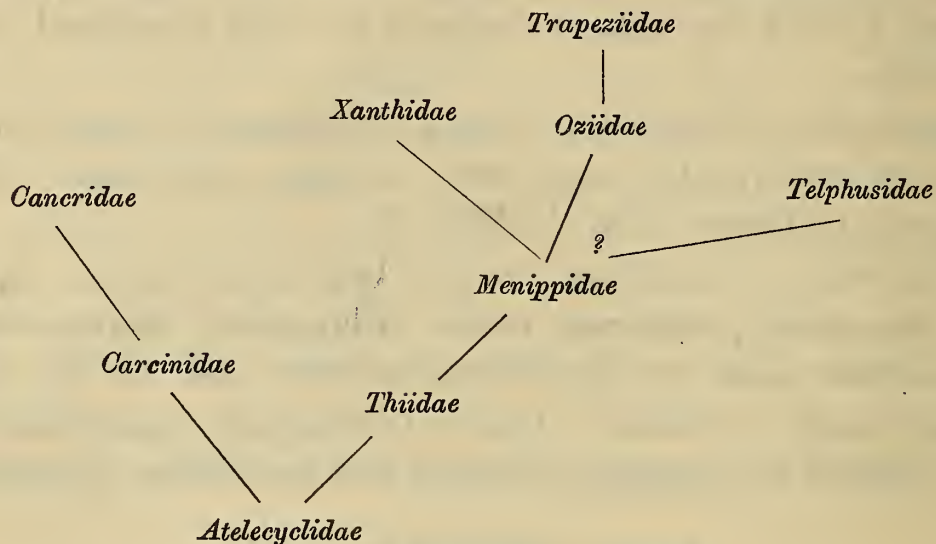 Trapeziidae
Xanthidae
Oziidae
Cancridae
Telphusidae
?
Menippidae
Carcinidae
Thiidae
Atelecyclidae